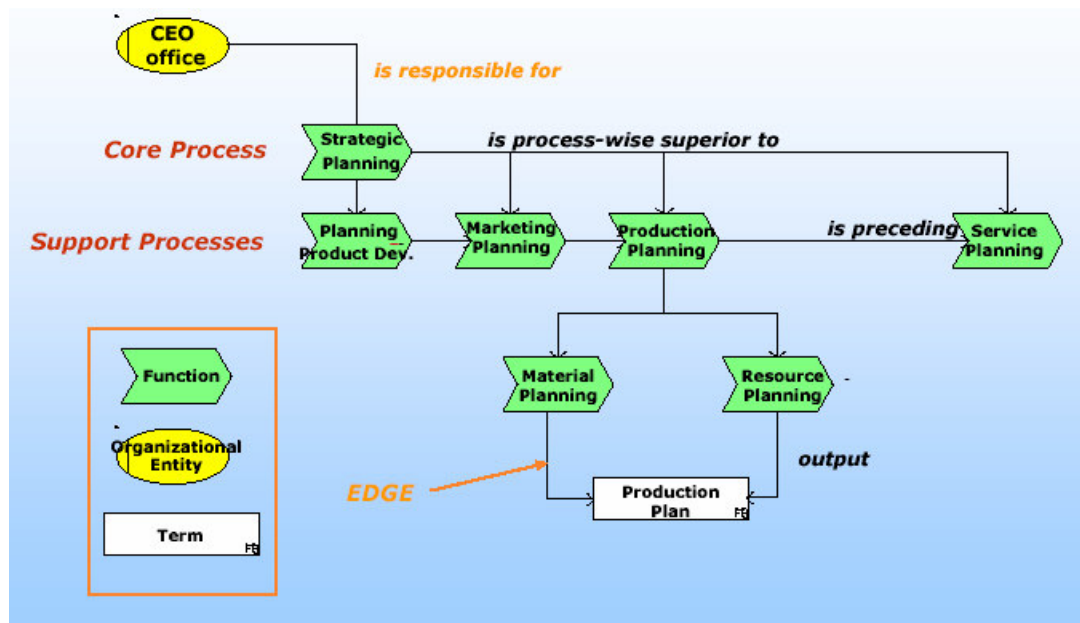 CEO
office
is responsible for
Core Process
Strategic
Planning
is process-wise superior to
Support Processes
Planning
Product Dev.
Marketing
Planning
Production
Planning
is preceding
Service
Planning
Function
Material
Planning
Resource
Planning
Organizational
Entity
EDGE
output
Production
Plan
Term